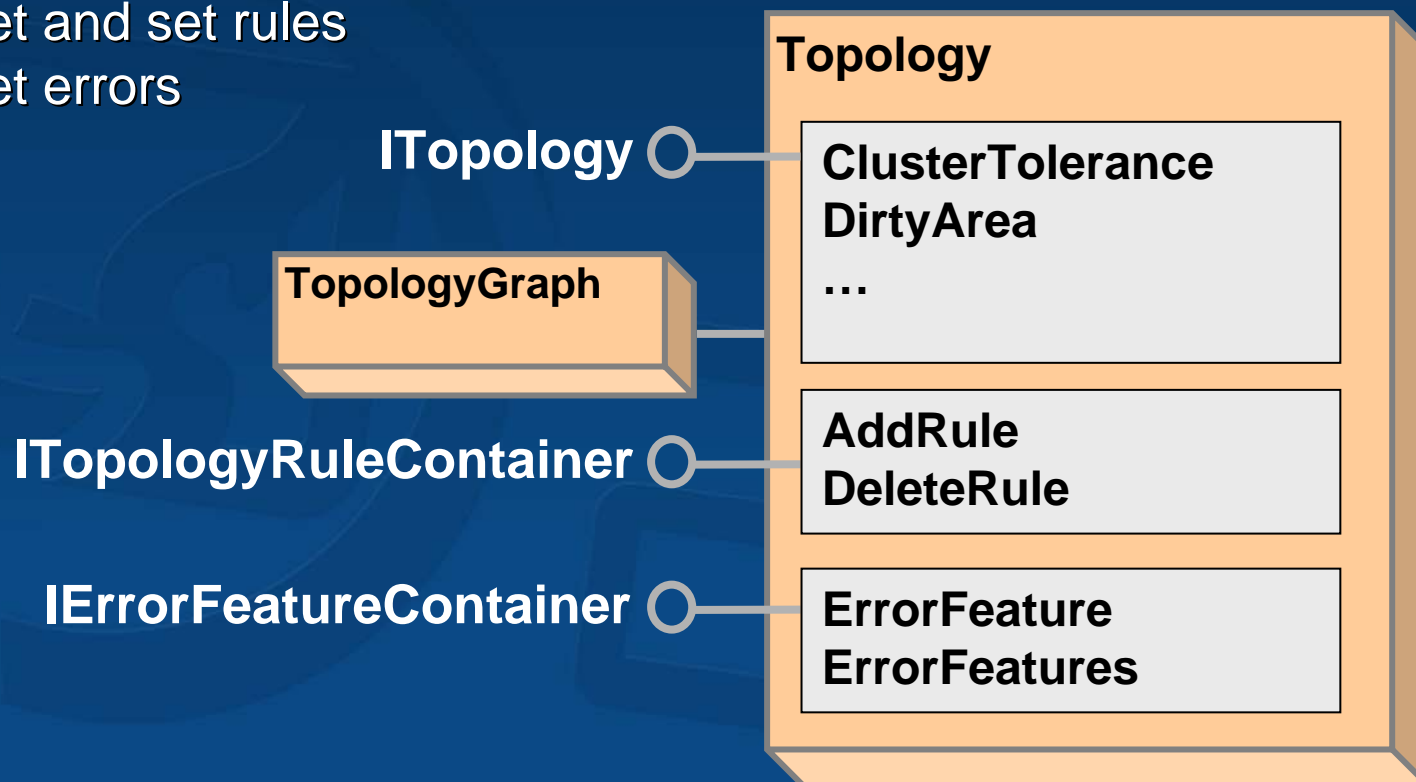 et and set rules
et errors
Topology
ITopology
ClusterTolerance
DirtyArea
…
TopologyGraph
ITopologyRuleContainer
AddRule
DeleteRule
IErrorFeatureContainer
ErrorFeature
ErrorFeatures